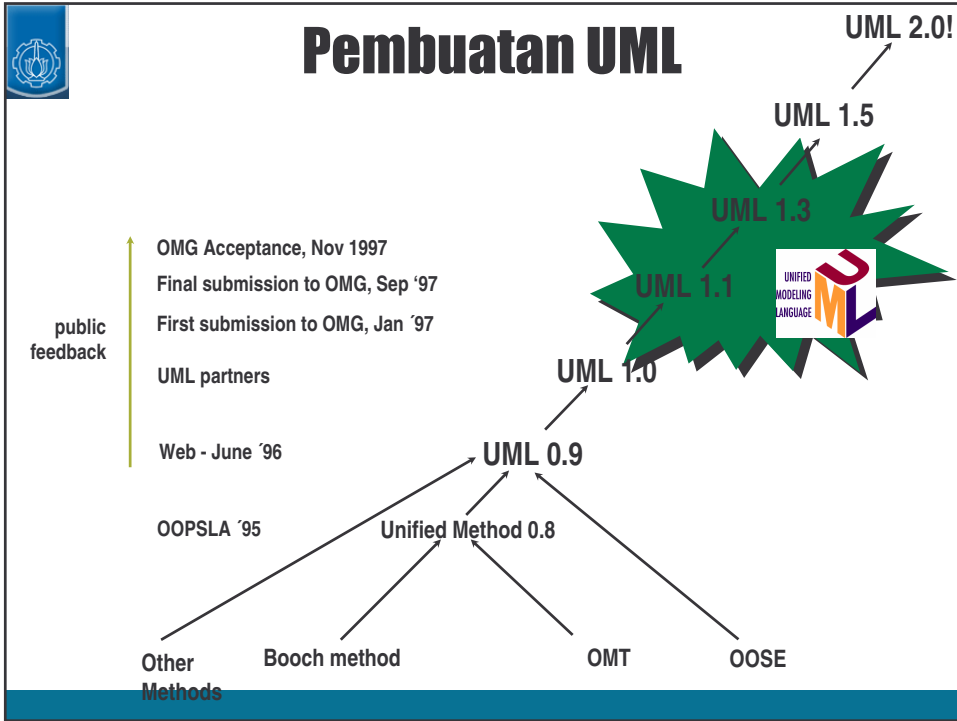 Pembuatan UML
UML 2.0!
UML 1.5
UML 1.3
OMG Acceptance, Nov 1997
Final submission to OMG, Sep ‘97
UML 1.1
UNIFIED
MODELING
LANGUAGE
UML
First submission to OMG, Jan ´97
public
feedback
UML partners
UML 1.0
Web - June ´96
UML 0.9
OOPSLA ´95
Unified Method 0.8
Other
Methods
Booch method
OMT
OOSE